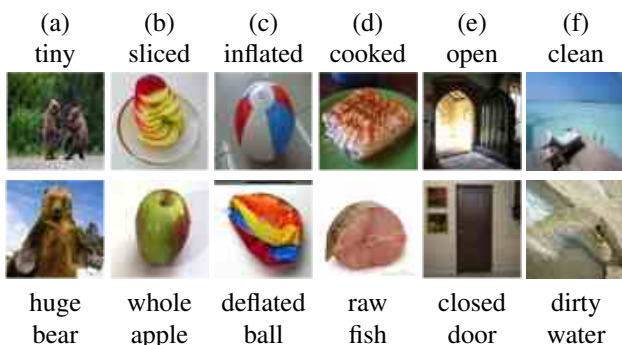 (a) (b) (c) (d) (e) (f)
tiny sliced inflated cooked open clean
huge whole deflated raw closed dirty
bear apple ball fish door water